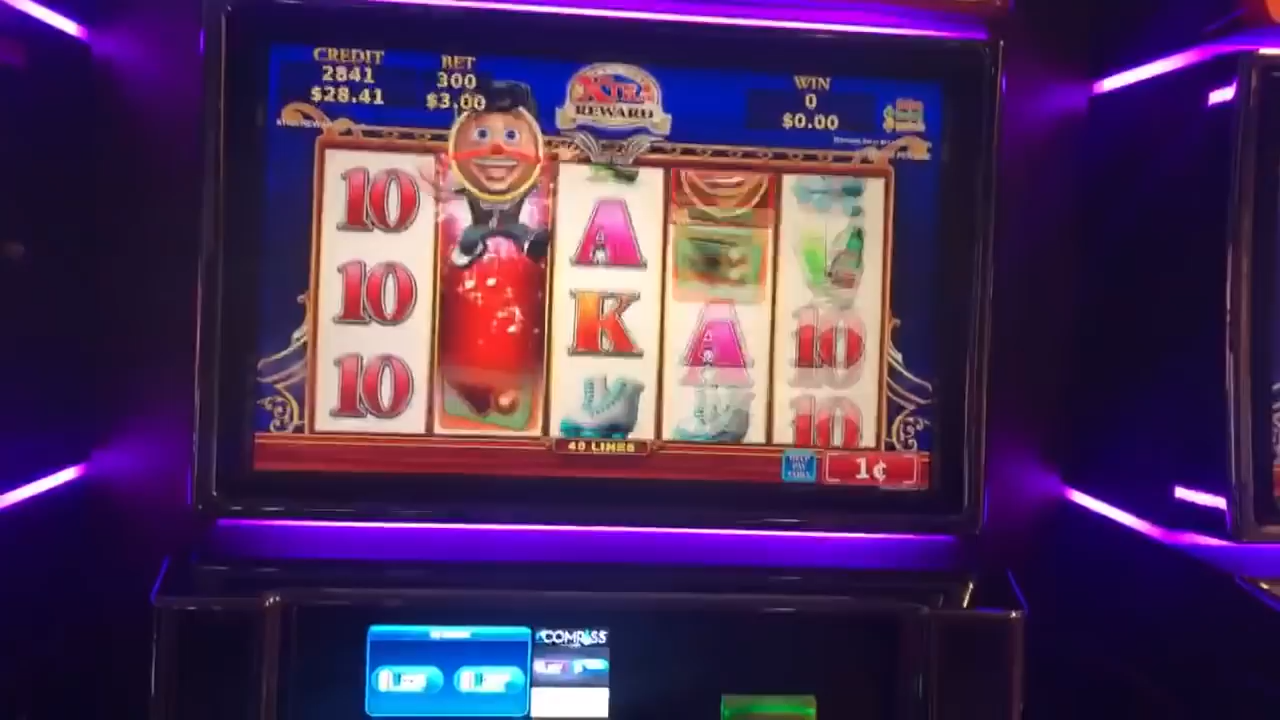 CREDIT
2841
$28.41
BET
300
$3.00
XTRA
REWARD
WIN
0
$0.00
10
10
10
A
K
A
10
10
40 LINES
1¢
COMPASS